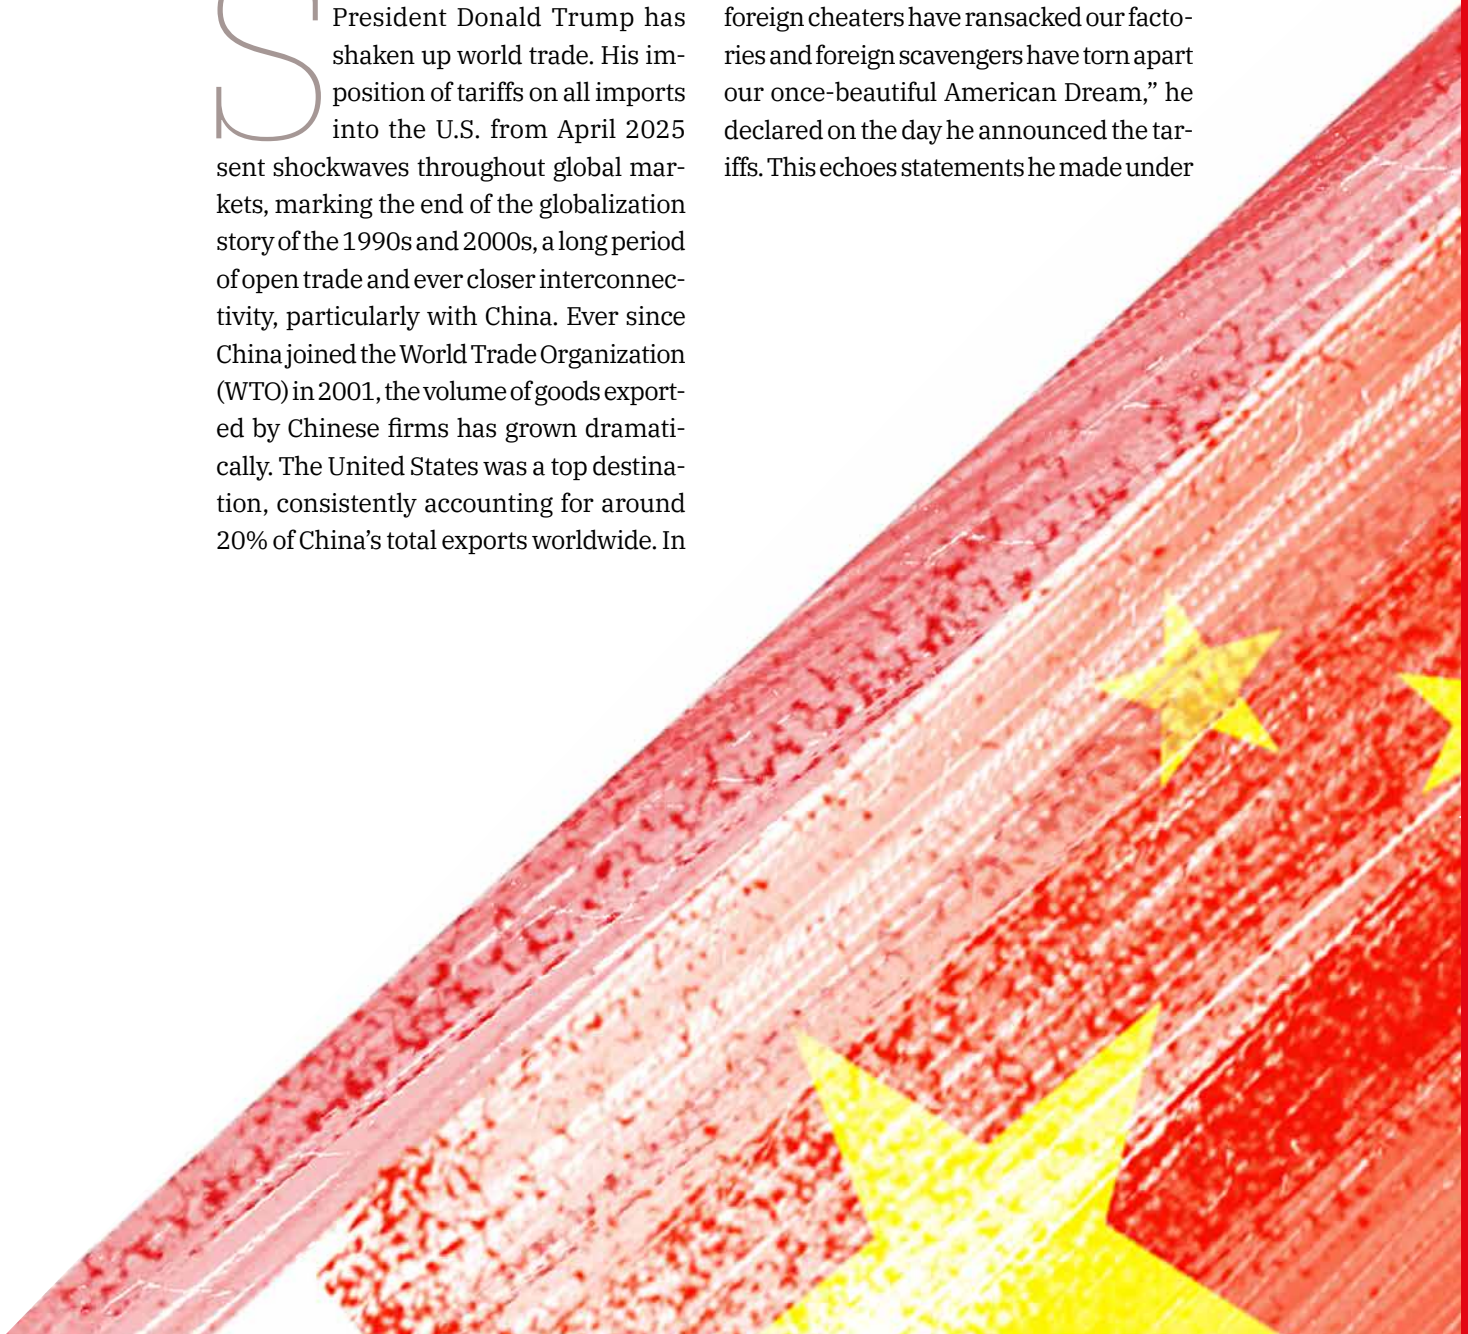 S
President Donald Trump has
shaken up world trade. His im-
position of tariffs on all imports
into the U.S. from April 2025
sent shockwaves throughout global mar-
kets, marking the end of the globalization
story of the 1990s and 2000s, a long period
of open trade and ever closer interconnec-
tivity, particularly with China. Ever since
China joined the World Trade Organization
(WTO) in 2001, the volume of goods export-
ed by Chinese firms has grown dramati-
cally. The United States was a top destina-
tion, consistently accounting for around
20% of China’s total exports worldwide. In
foreign cheaters have ransacked our facto-
ries and foreign scavengers have torn apart
our once-beautiful American Dream,” he
declared on the day he announced the tar-
iffs. This echoes statements he made under